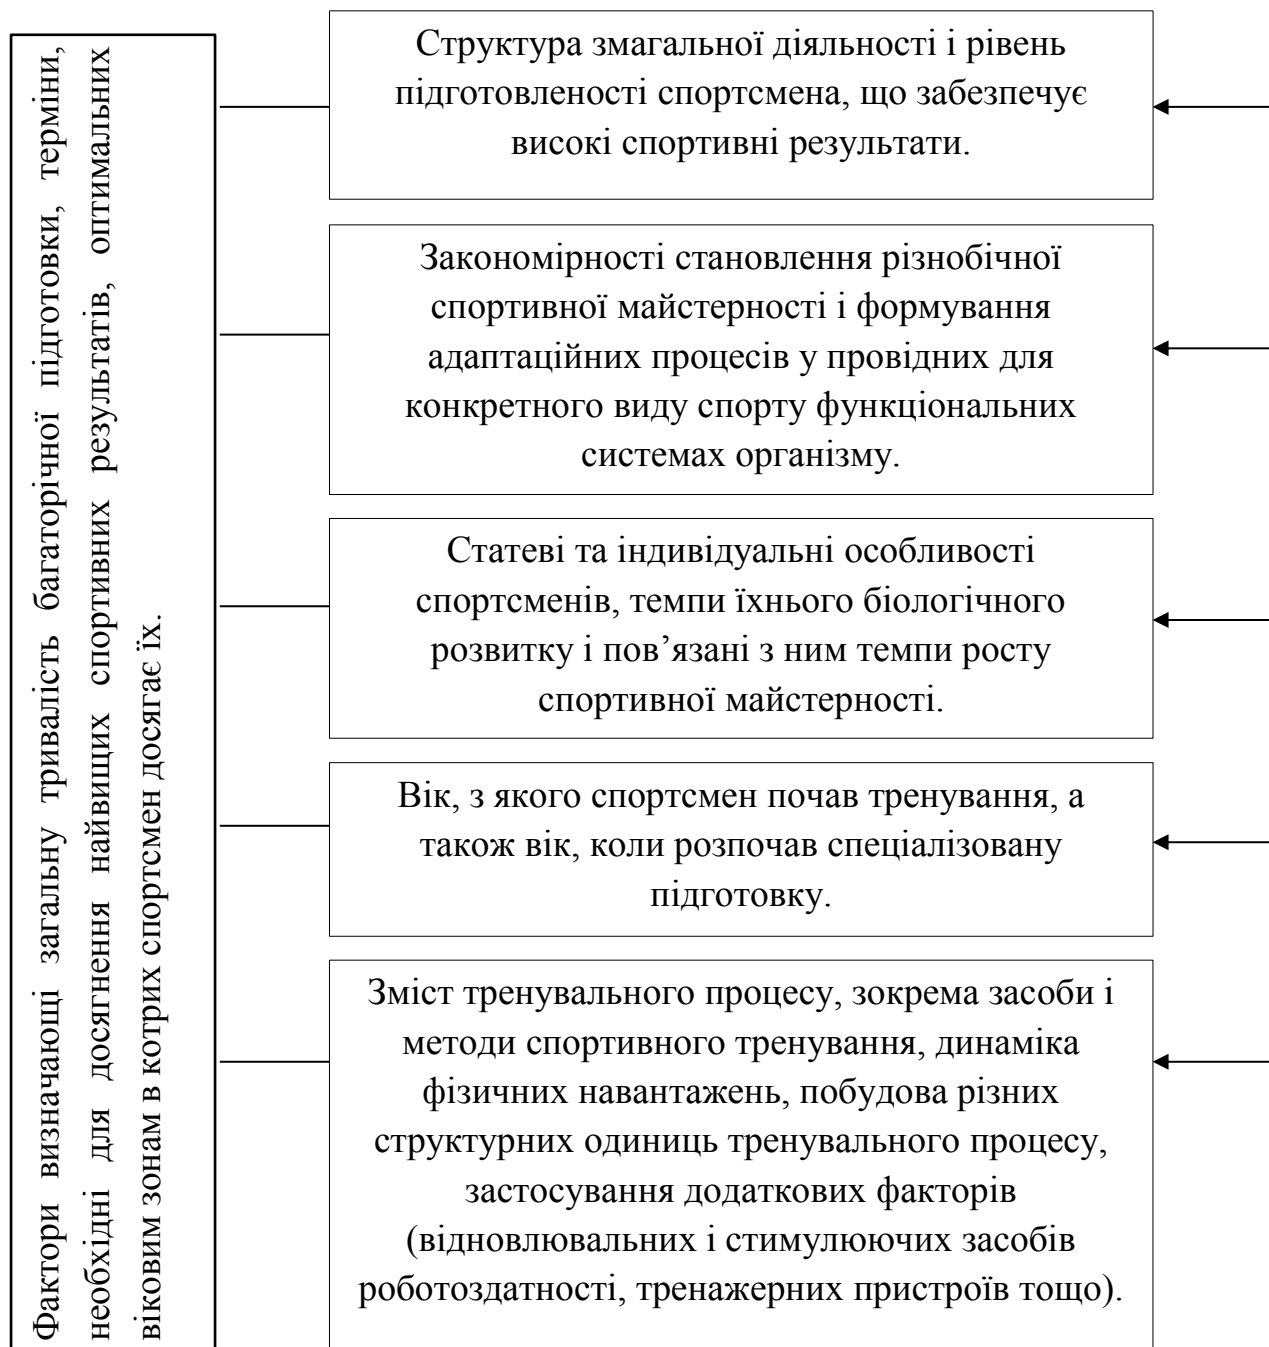 Фактори визначающі загальну тривалість багаторічної підготовки, терміни,
необхідні для досягнення найвищих спортивних результатів, оптимальних
віковим зонам в котрих спортсмен досягає їх.
Структура змагальної діяльності і рівень
підготовленості спортсмена, що забезпечує
високі спортивні результати.
Закономірності становлення різнобічної
спортивної майстерності і формування
адаптаційних процесів у провідних для
конкретного виду спорту функціональних
системах організму.
Статеві та індивідуальні особливості
спортсменів, темпи їхнього біологічного
розвитку і пов’язані з ним темпи росту
спортивної майстерності.
Вік, з якого спортсмен почав тренування, а
також вік, коли розпочав спеціалізовану
підготовку.
Зміст тренувального процесу, зокрема засоби і
методи спортивного тренування, динаміка
фізичних навантажень, побудова різних
структурних одиниць тренувального процесу,
застосування додаткових факторів
(відновлювальних і стимулюючих засобів
роботоздатності, тренажерних пристроїв тощо).